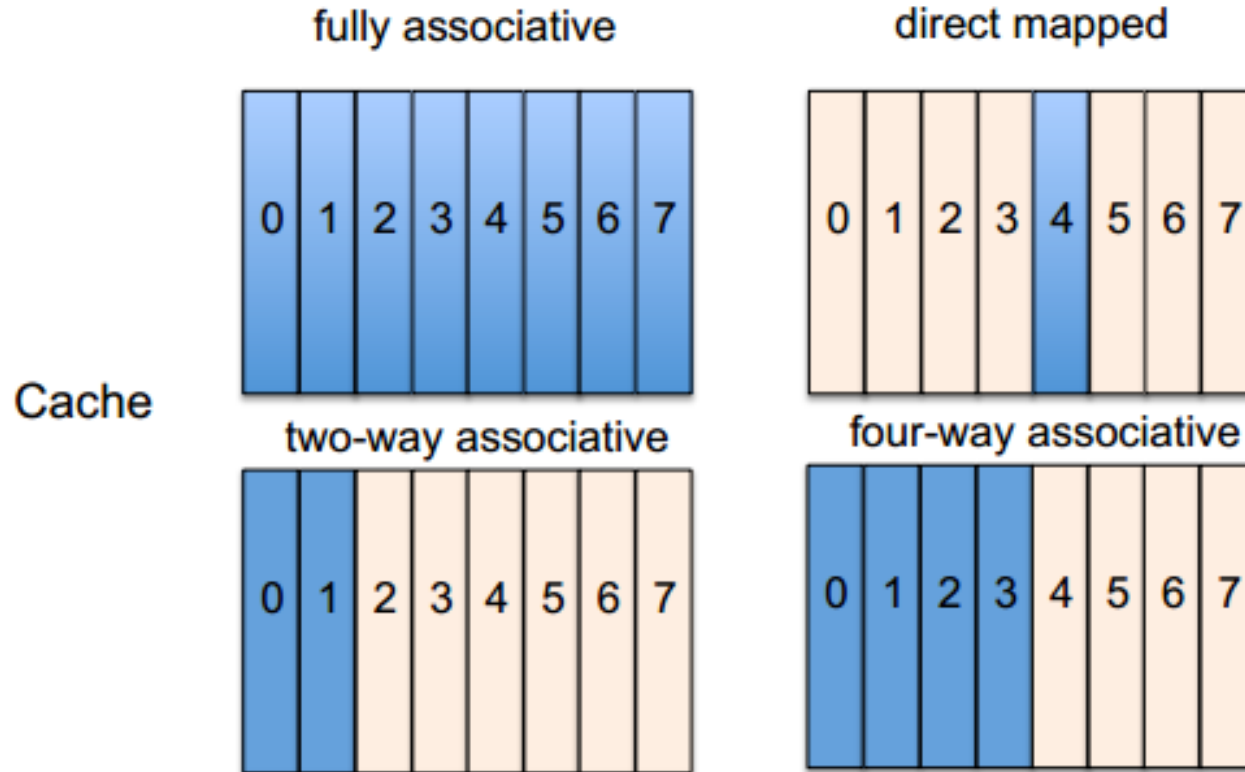 fully associative
direct mapped
0 1 2 3 4 5 6 7
0 1 2 3 4 5 6 7
Cache
two-way associative
four-way associative
0 1 2 3 4 5 6 7
0 1 2 3 4 5 6 7